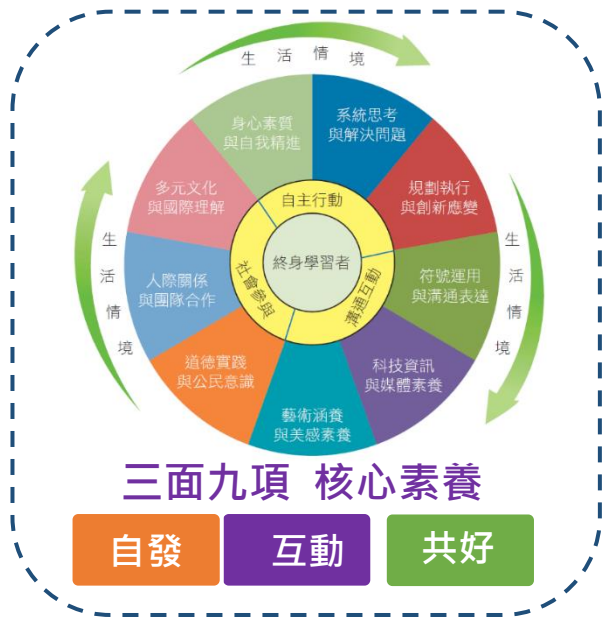 生活情境
系統思考
與解決問題
規劃執行
與創新應變
符號運用
與溝通表達
科技資訊
與媒體素養
藝術涵養
與美感素養
道德實踐
與公民意識
人際關係
與團隊合作
多元文化
與國際理解
身心素質
與自我精進
生活情境
生活情境
自主行動
溝通互動
社會參與
終身學習者
三面九項 核心素養
自發
互動
共好